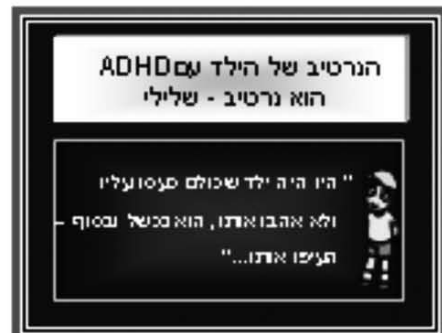 הנרטיב של הילד עם ADHD
הוא נרטיב - שלילי
"היו היה ילד שכולם כעסו עליו
ולא אהבו אותו, הוא נכשל ובסוף –
העיפו אותו..."